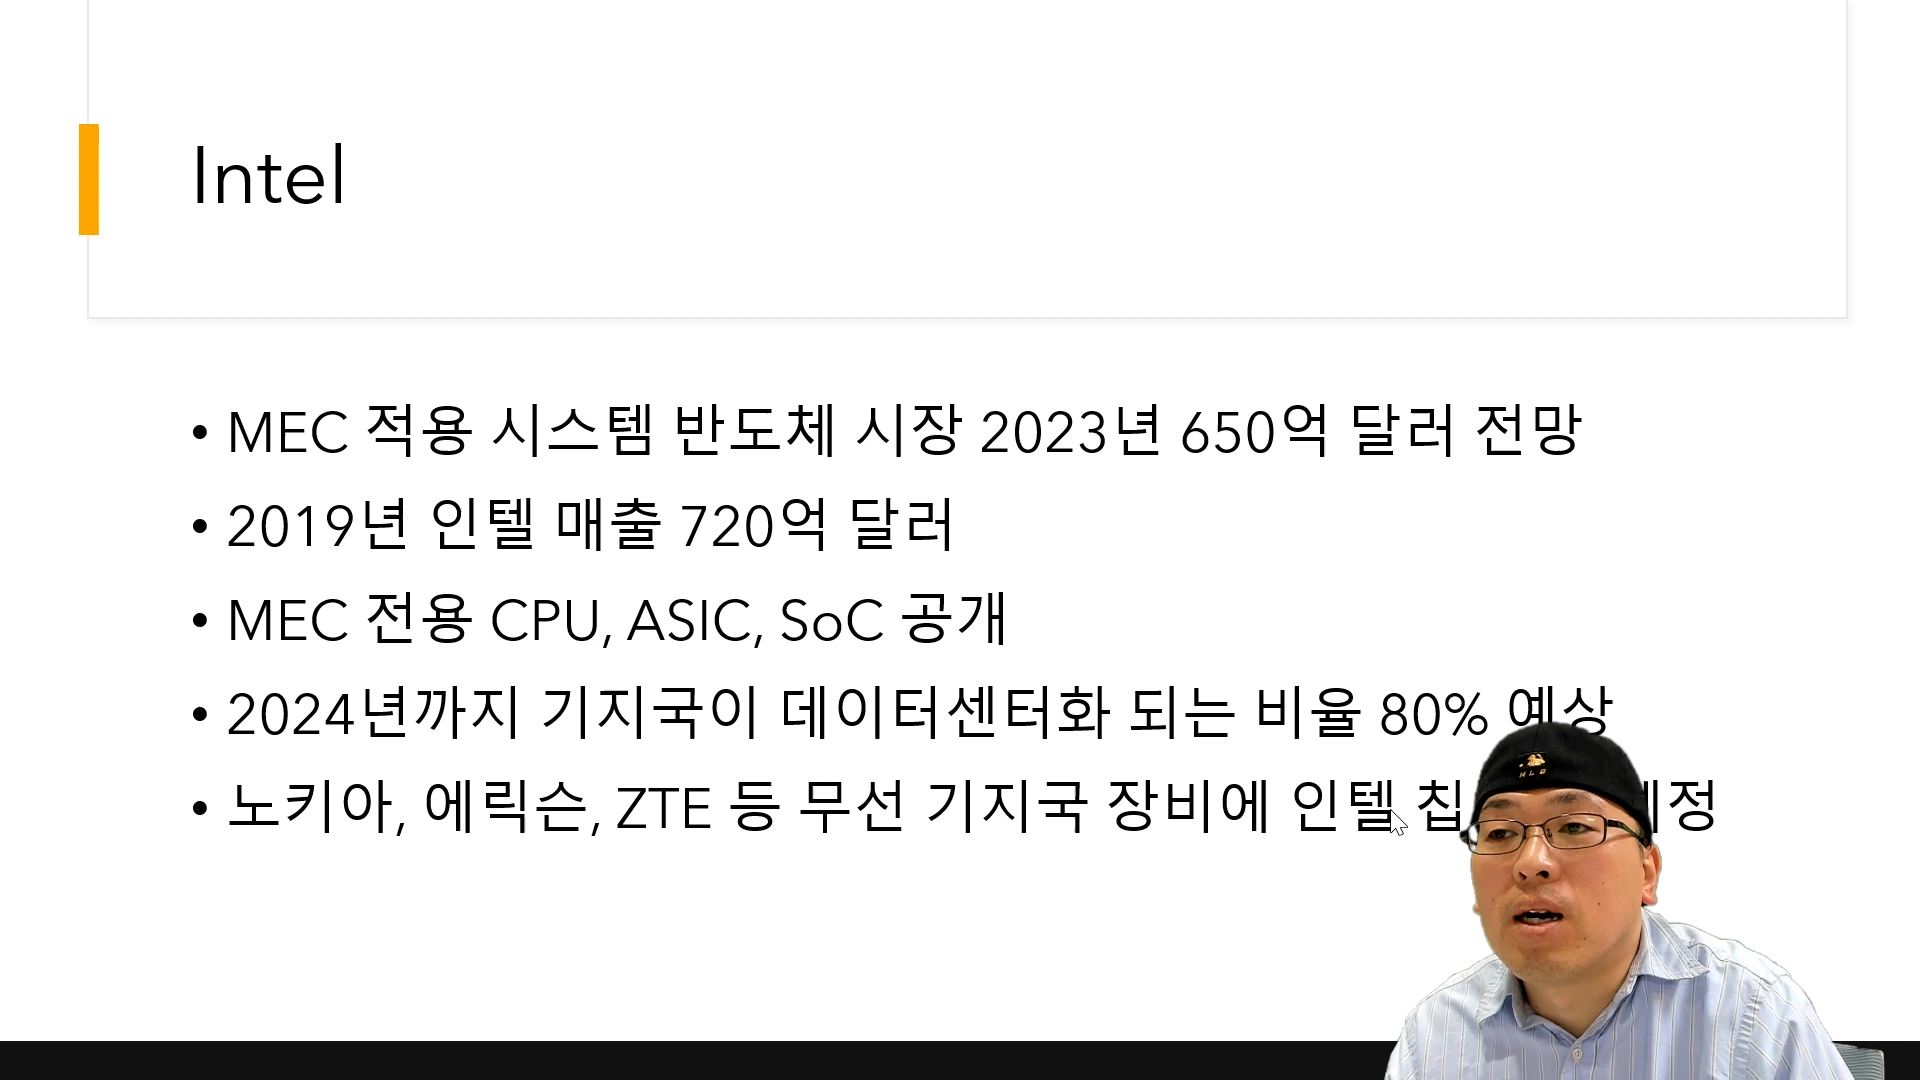 Intel
• MEC 적용 시스템 반도체 시장 2023년 650억 달러 전망
• 2019년 인텔 매출 720억 달러
• MEC 전용 CPU, ASIC, SoC 공개
• 2024년까지 기지국이 데이터센터화 되는 비율 80% 예상
• 노키아, 에릭슨, ZTE 등 무선 기지국 장비에 인텔 칩
MLB